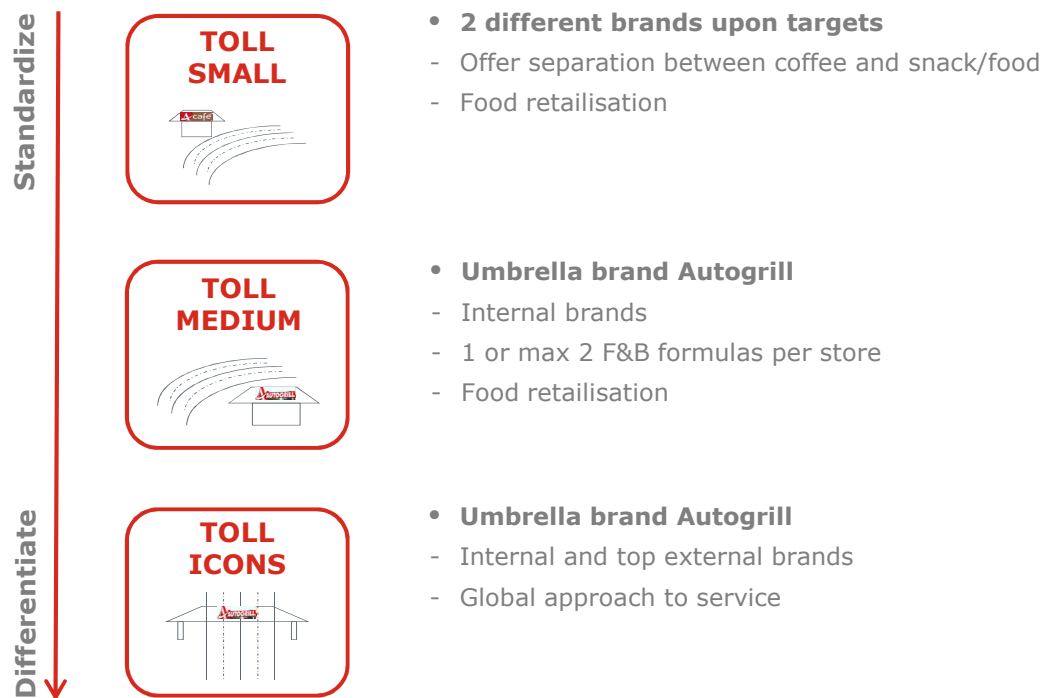 Standardize
TOLL
SMALL
A café
• 2 different brands upon targets
- Offer separation between coffee and snack/food
- Food retailisation
TOLL
MEDIUM
AUTOGRILL
• Umbrella brand Autogrill
- Internal brands
- 1 or max 2 F&B formulas per store
- Food retailisation
Differentiate
TOLL
ICONS
AUTOGRILL
• Umbrella brand Autogrill
- Internal and top external brands
- Global approach to service